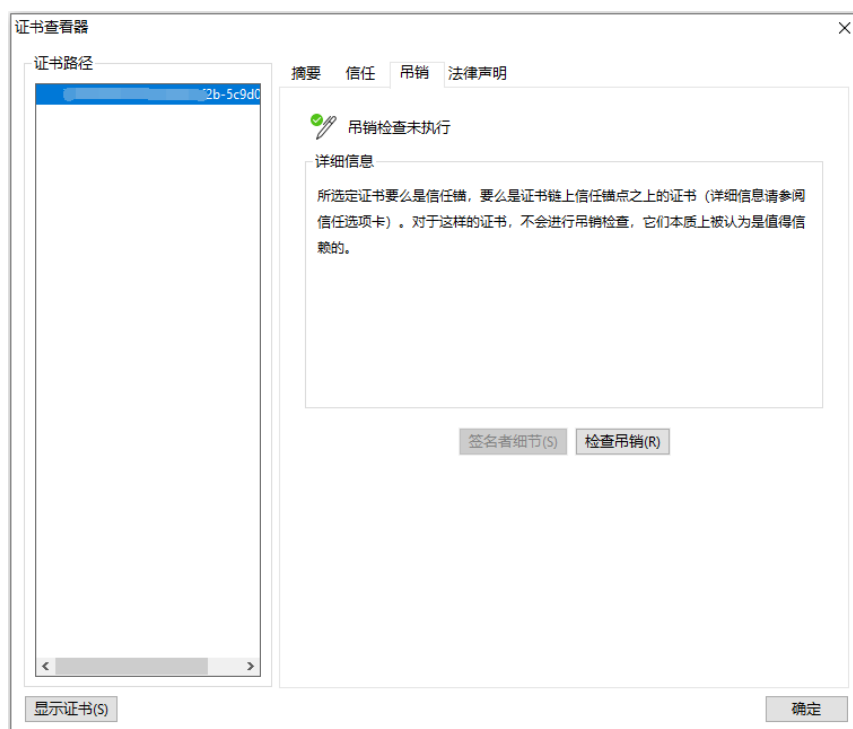 证书查看器
证书路径
2b-5c9d0
摘要 信任 吊销 法律声明
吊销检查未执行
详细信息
所选定证书要么是信任锚，要么是证书链上信任锚点之上的证书（详细信息请参阅
信任选项卡）。对于这样的证书，不会进行吊销检查，它们本质上被认为是值得信
赖的。
签名者细节(S) 检查吊销(R)
显示证书(S) 确定